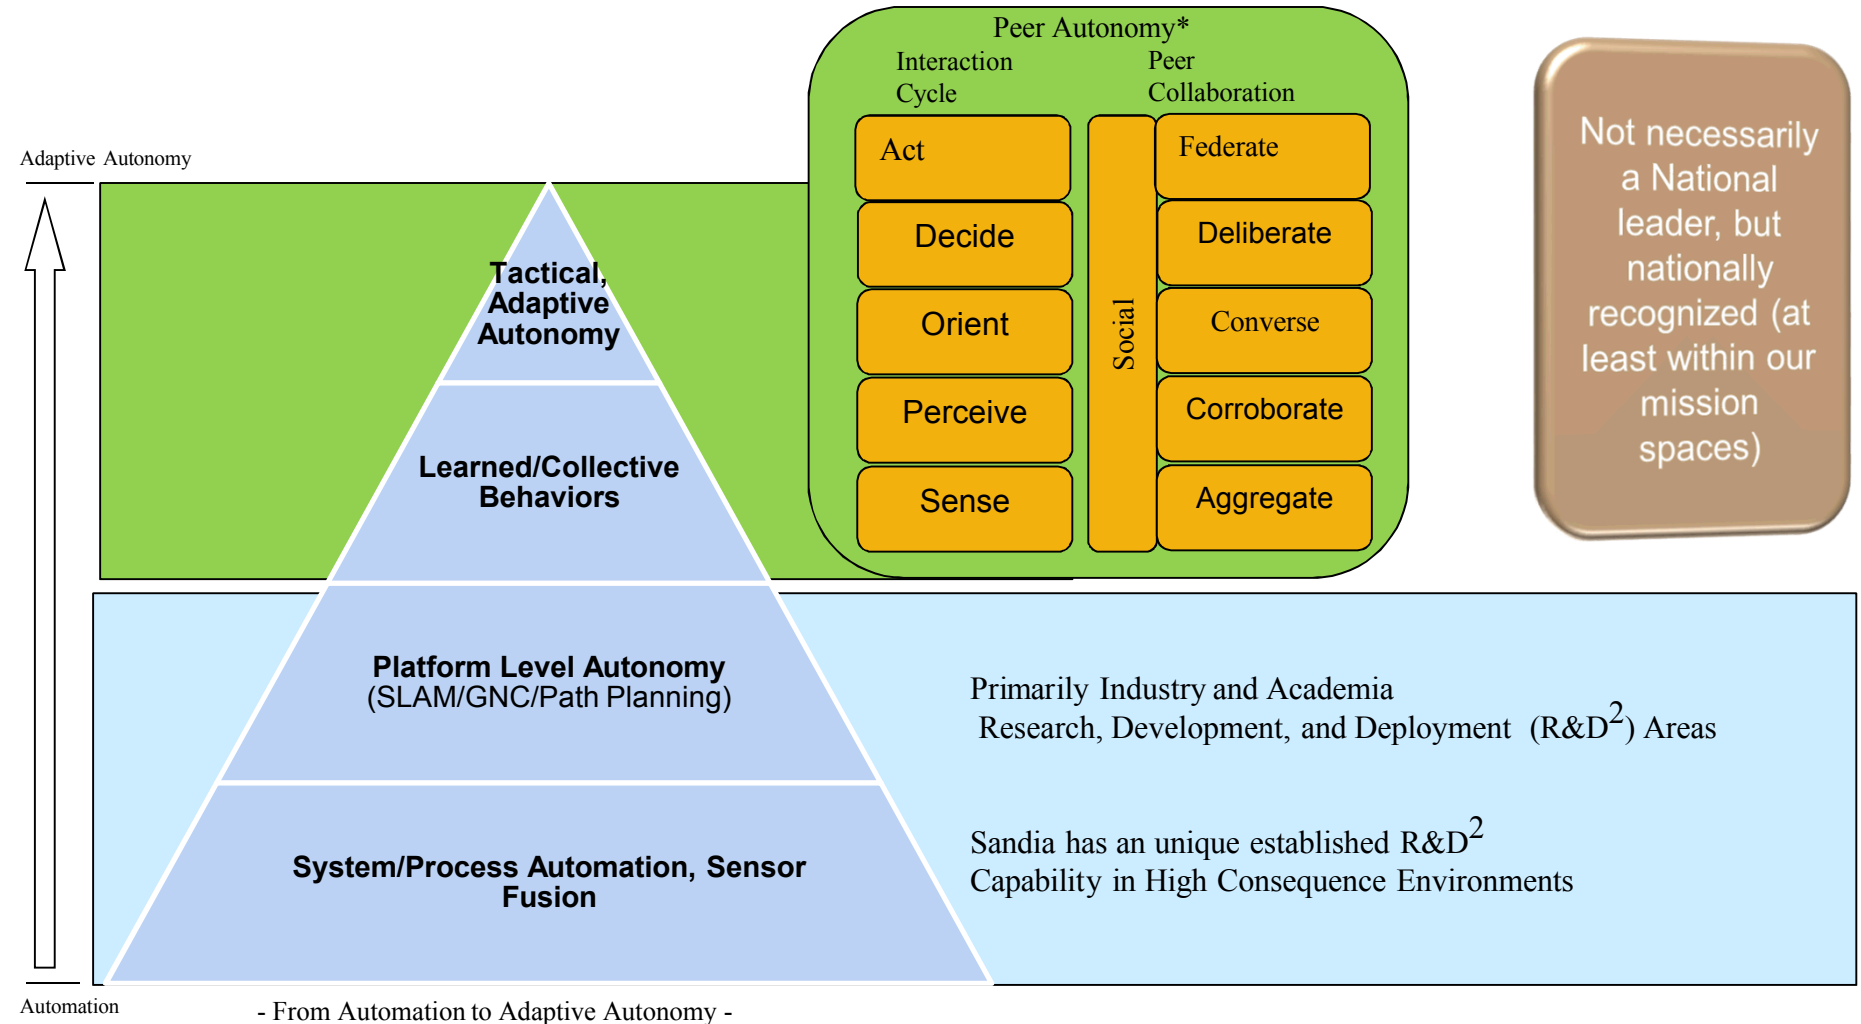 Peer Autonomy*
Interaction
Cycle
Peer
Collaboration
Act
Decide
Orient
Perceive
Sense
Social
Federate
Deliberate
Converse
Corroborate
Aggregate
Not necessarily
a National
leader, but
nationally
recognized (at
least within our
mission
spaces)
Adaptive Autonomy
Tactical,
Adaptive
Autonomy
Learned/Collective
Behaviors
Platform Level Autonomy
(SLAM/GNC/Path Planning)
Primarily Industry and Academia
Research, Development, and Deployment (R&D²) Areas
System/Process Automation, Sensor
Fusion
Sandia has an unique established R&D²
Capability in High Consequence Environments
Automation
- From Automation to Adaptive Autonomy -